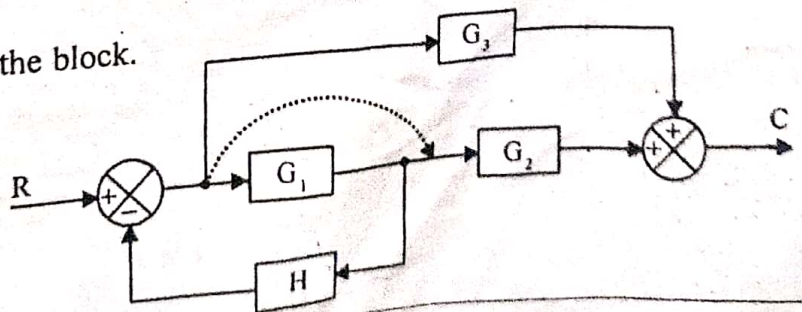 the block.
G₃
R
+
−
G₁
G₂
+
+
C
H